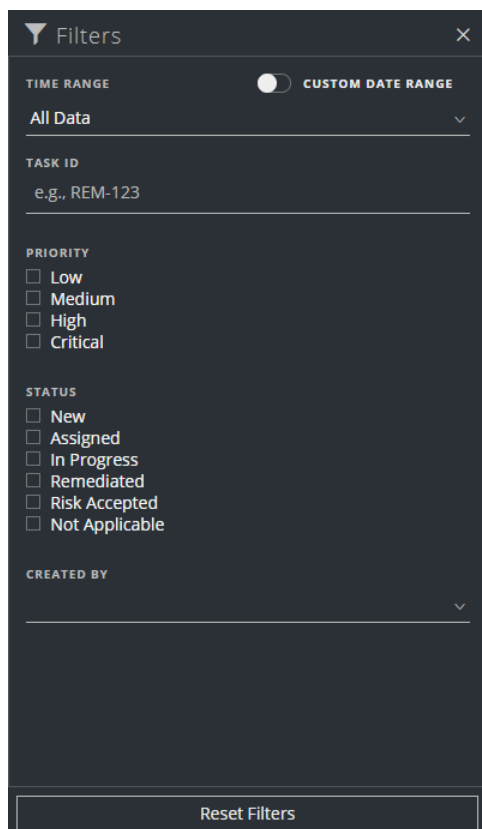 Filters
TIME RANGE
CUSTOM DATE RANGE
All Data
TASK ID
e.g., REM-123
PRIORITY
Low
Medium
High
Critical
STATUS
New
Assigned
In Progress
Remediated
Risk Accepted
Not Applicable
CREATED BY
Reset Filters